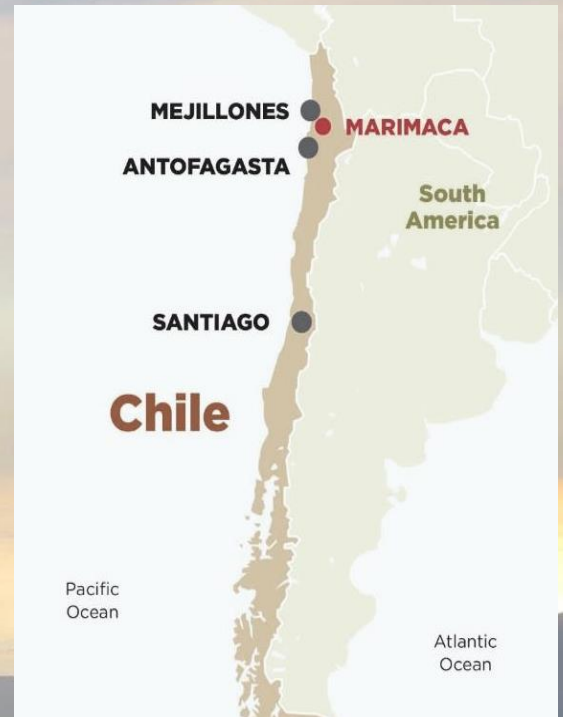 MEJILLONES
MARIMACA
ANTOFAGASTA
South
America
SANTIAGO
Chile
Pacific
Ocean
Atlantic
Ocean